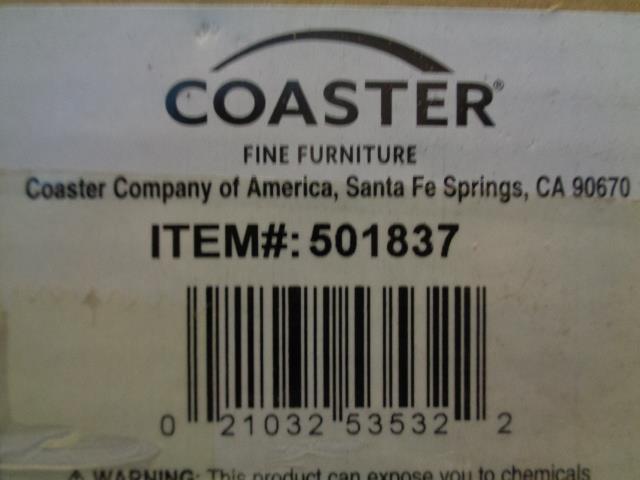 COASTER®
FINE FURNITURE
Coaster Company of America, Santa Fe Springs, CA 90670
ITEM#: 501837
0 21032 53532 2
⚠ WARNING: This product can expose you to chemicals